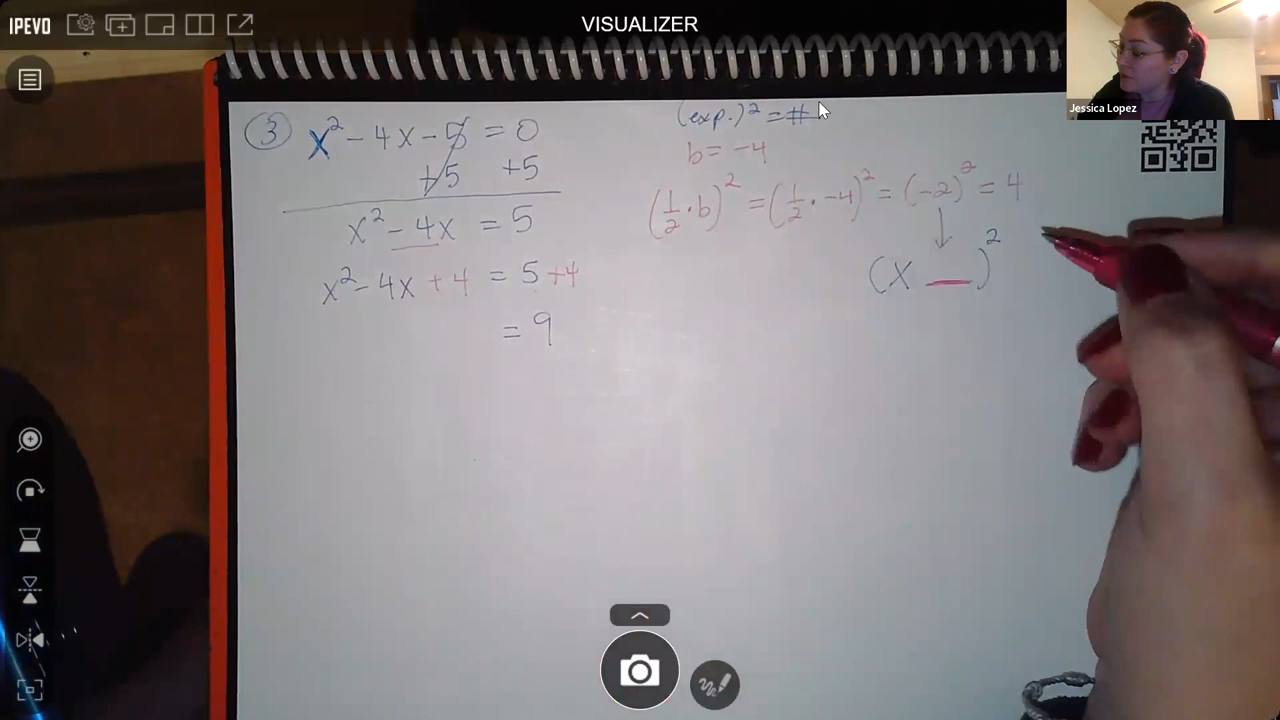 IPEVO
VISUALIZER
Jessica Lopez
③ x² - 4x - 5 = 0
+5 +5
x² - 4x = 5
x² - 4x + 4 = 5 + 4
= 9
(exp.)² = #
b = -4
(1/2 · b)² = (1/2 · -4)² = (-2)² = 4
↓
(x __)²